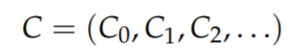 C = (C₀, C₁, C₂, . . .)